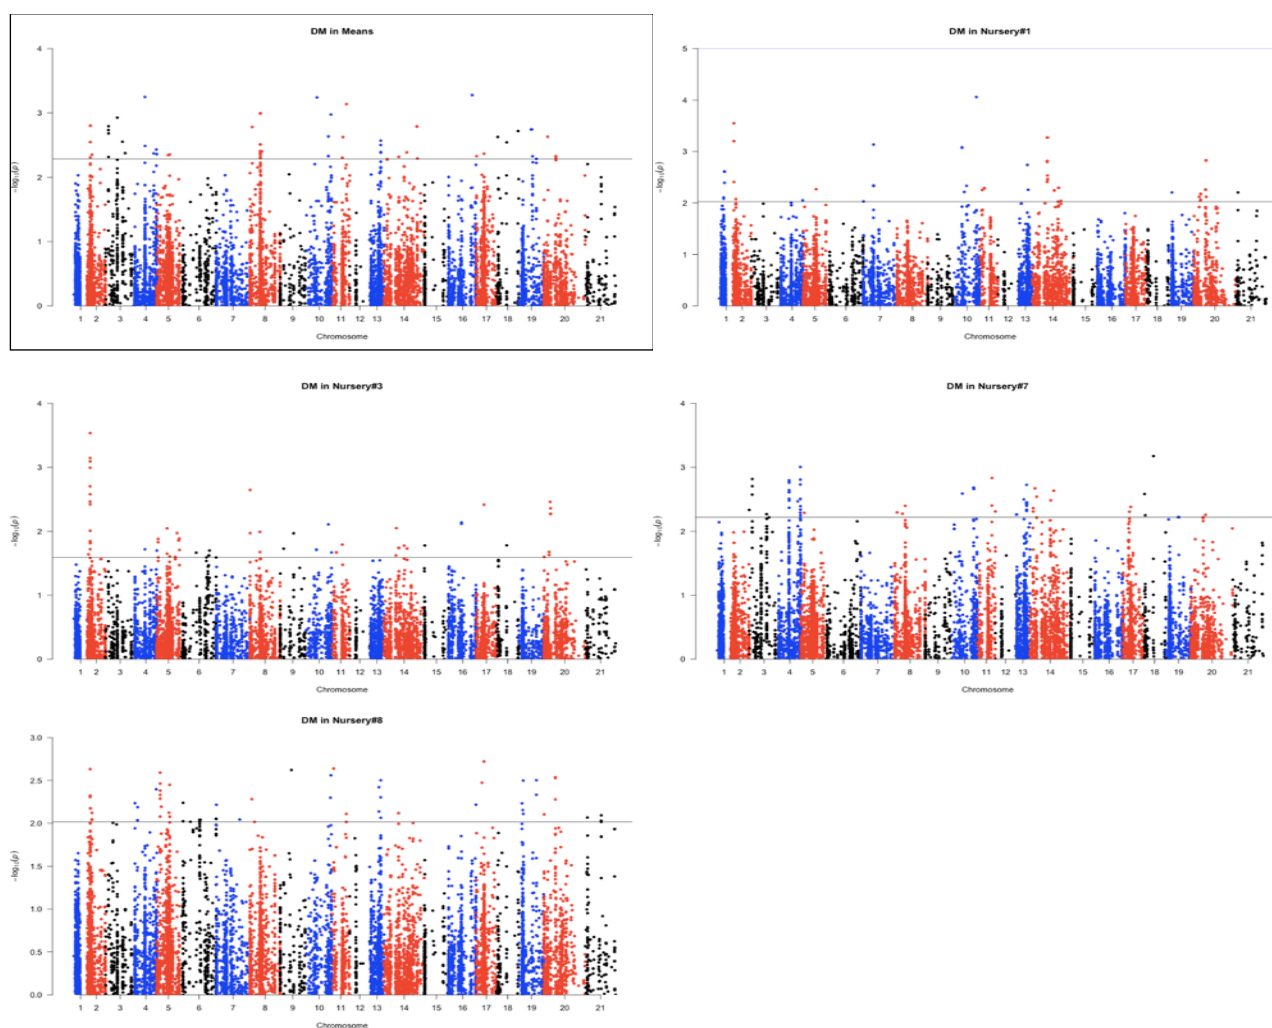 DM in Means
4
3
2
1
0
-log₁₀(p)
1 2 3 4 5 6 7 8 9 10 11 12 13 14 15 16 17 18 19 20 21
Chromosome
DM in Nursery#1
5
4
3
2
1
0
-log₁₀(p)
1 2 3 4 5 6 7 8 9 10 11 12 13 14 15 16 17 18 19 20 21
Chromosome
DM in Nursery#3
4
3
2
1
0
-log₁₀(p)
1 2 3 4 5 6 7 8 9 10 11 12 13 14 15 16 17 18 19 20 21
Chromosome
DM in Nursery#7
4
3
2
1
0
-log₁₀(p)
1 2 3 4 5 6 7 8 9 10 11 12 13 14 15 16 17 18 19 20 21
Chromosome
DM in Nursery#8
3.0
2.5
2.0
1.5
1.0
0.5
0.0
-log₁₀(p)
1 2 3 4 5 6 7 8 9 10 11 12 13 14 15 16 17 18 19 20 21
Chromosome